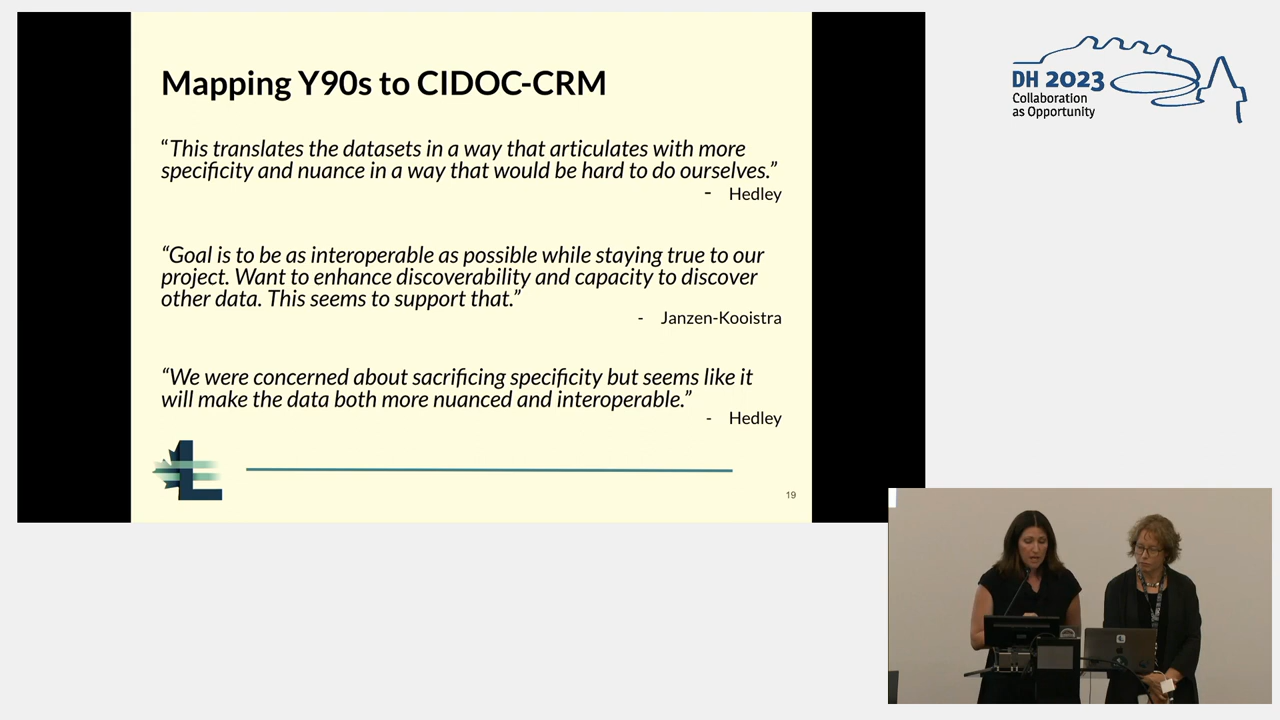 Mapping Y90s to CIDOC-CRM
“This translates the datasets in a way that articulates with more
specificity and nuance in a way that would be hard to do ourselves.”
- Hedley
“Goal is to be as interoperable as possible while staying true to our
project. Want to enhance discoverability and capacity to discover
other data. This seems to support that.”
- Janzen-Kooistra
“We were concerned about sacrificing specificity but seems like it
will make the data both more nuanced and interoperable.”
- Hedley
19
DH 2023
Collaboration
as Opportunity